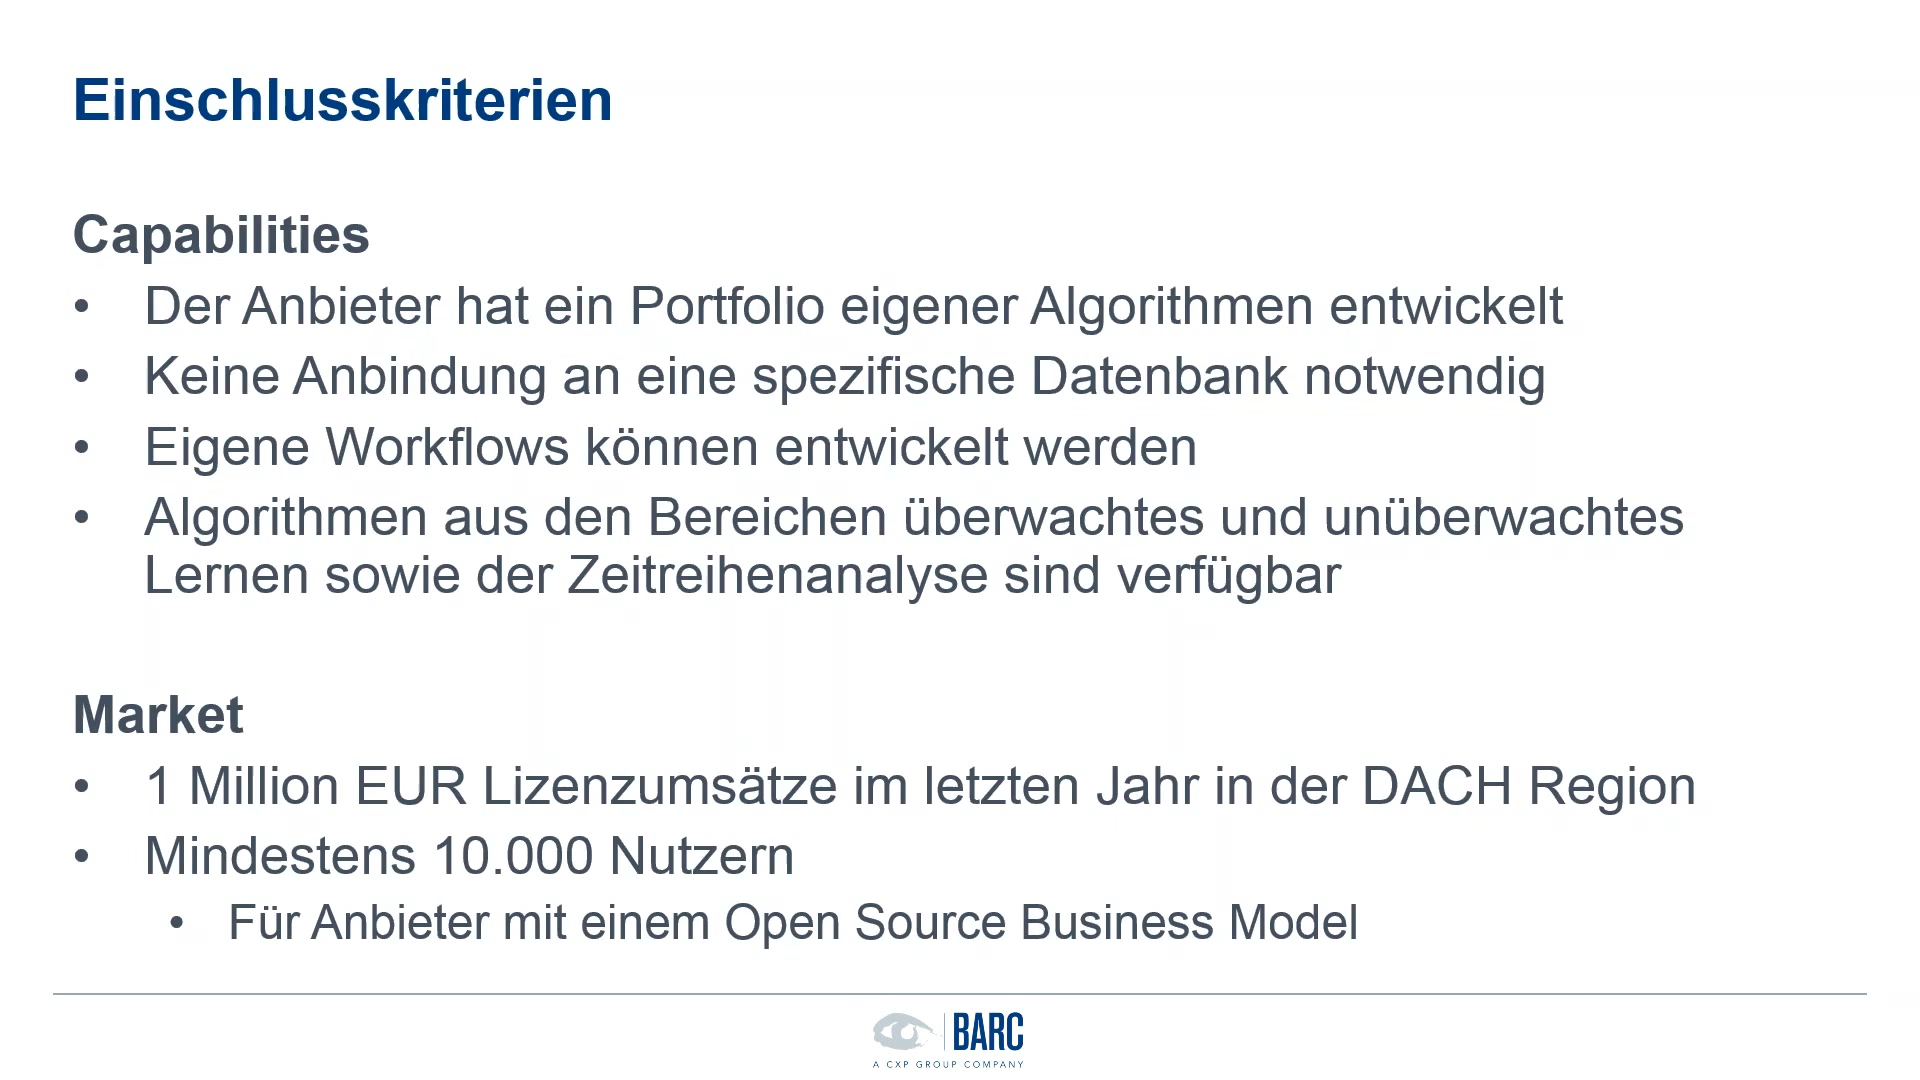 Einschlusskriterien
Capabilities
• Der Anbieter hat ein Portfolio eigener Algorithmen entwickelt
• Keine Anbindung an eine spezifische Datenbank notwendig
• Eigene Workflows können entwickelt werden
• Algorithmen aus den Bereichen überwachtes und unüberwachtes
Lernen sowie der Zeitreihenanalyse sind verfügbar
Market
• 1 Million EUR Lizenzumsätze im letzten Jahr in der DACH Region
• Mindestens 10.000 Nutzern
• Für Anbieter mit einem Open Source Business Model
BARC
A CXP GROUP COMPANY